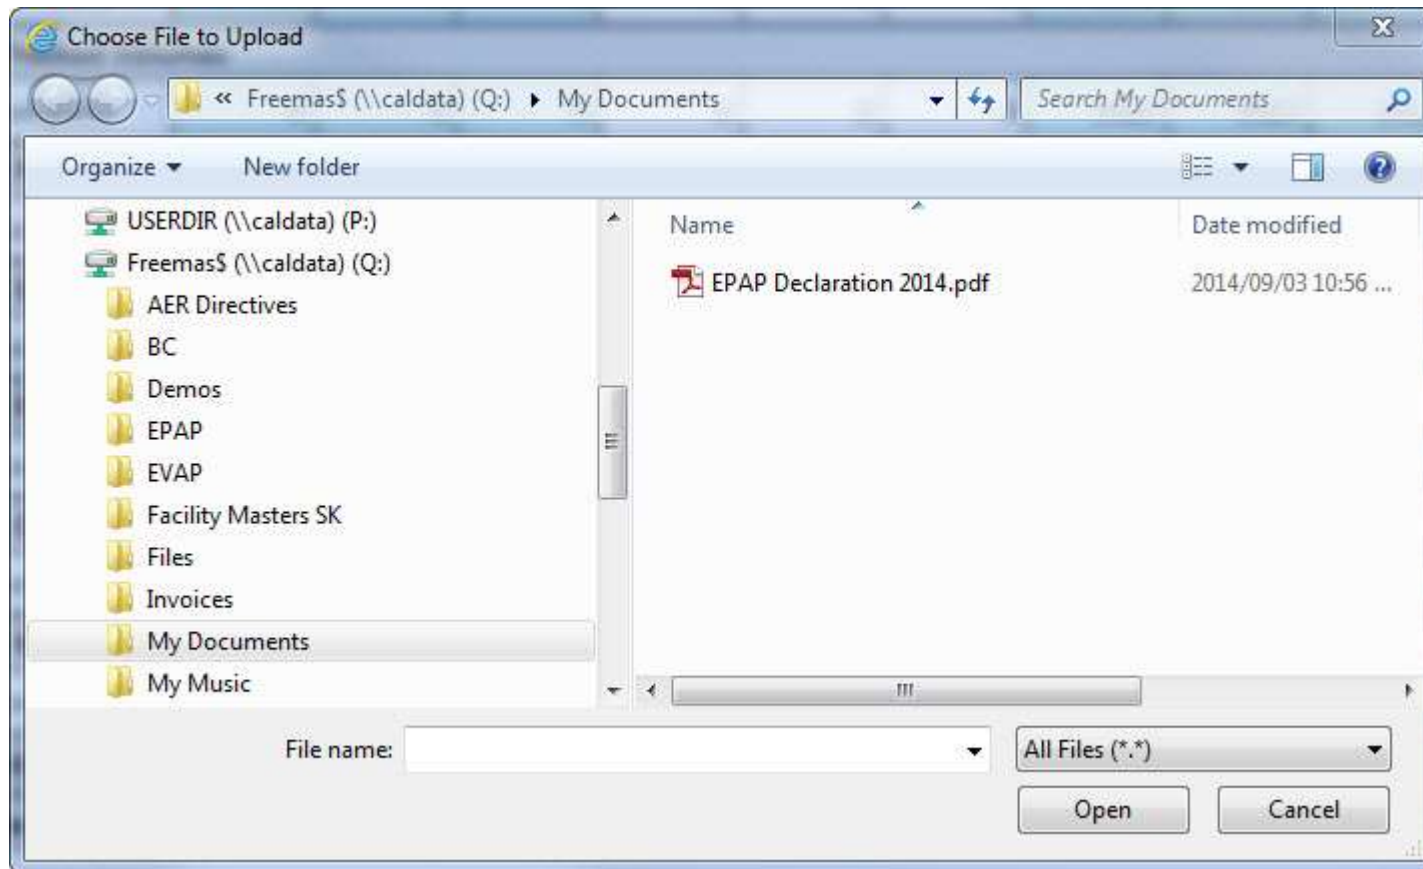 Choose File to Upload
« Freemas$ (\\caldata) (Q:) ▸ My Documents
Search My Documents
Organize
New folder
USERDIR (\\caldata) (P:)
Freemas$ (\\caldata) (Q:)
AER Directives
BC
Demos
EPAP
EVAP
Facility Masters SK
Files
Invoices
My Documents
My Music
Name
Date modified
EPAP Declaration 2014.pdf
2014/09/03 10:56 ...
File name:
All Files (*.*)
Open
Cancel